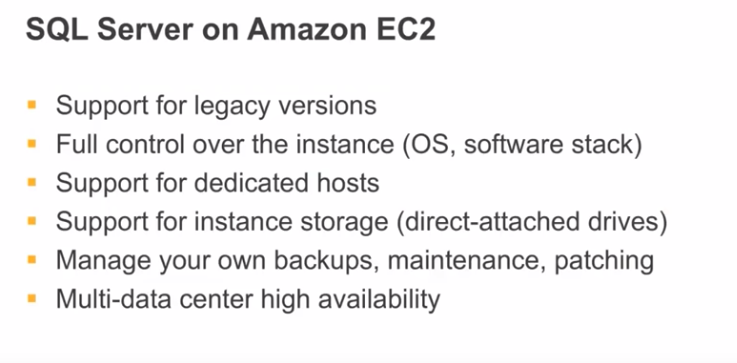 SQL Server on Amazon EC2
Support for legacy versions
Full control over the instance (OS, software stack)
Support for dedicated hosts
Support for instance storage (direct-attached drives)
Manage your own backups, maintenance, patching
Multi-data center high availability